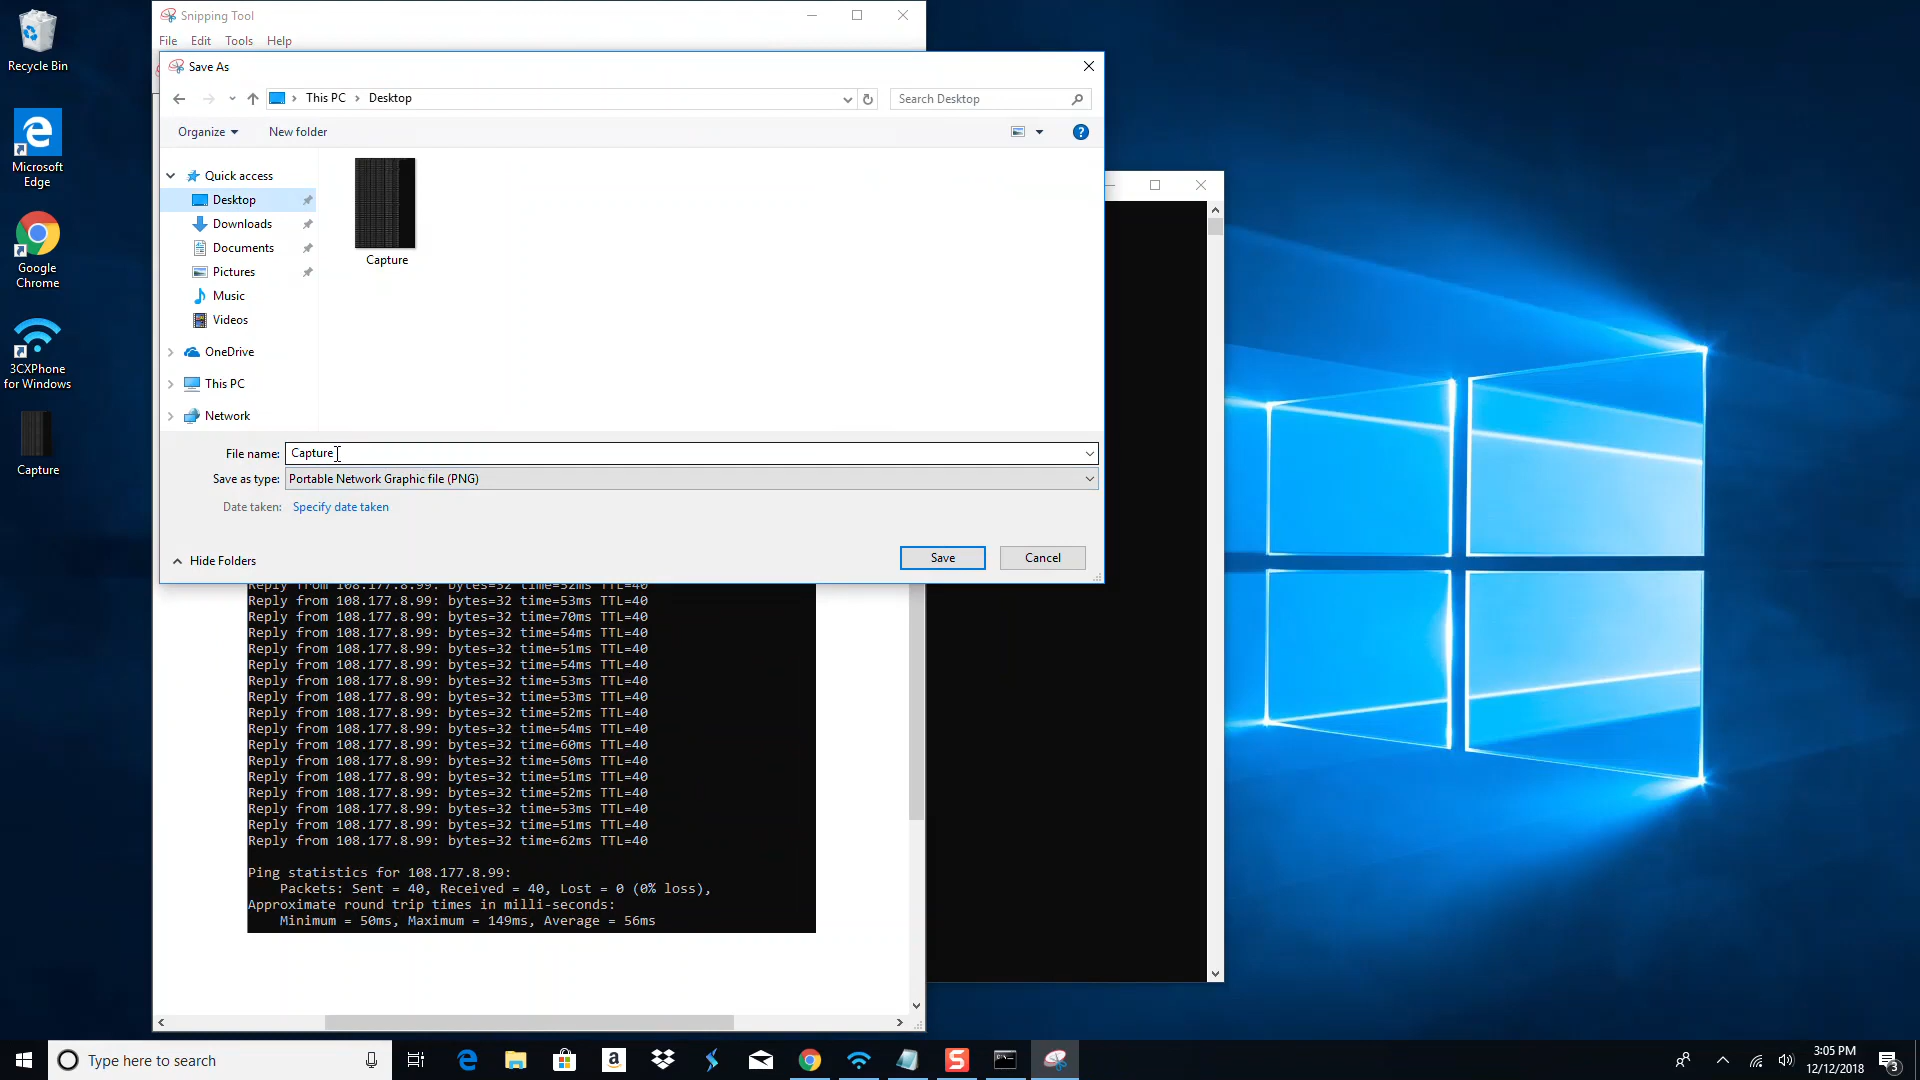 Recycle Bin
Microsoft
Edge
Google
Chrome
3CXPhone
for Windows
Capture
Snipping Tool
File Edit Tools Help
Save As
This PC > Desktop
Search Desktop
Organize New folder
Quick access
Desktop
Downloads
Documents
Pictures
Music
Videos
OneDrive
This PC
Network
Capture
File name: Capture
Save as type: Portable Network Graphic file (PNG)
Date taken: Specify date taken
Hide Folders
Save Cancel
Reply from 108.177.8.99: bytes=32 time=52ms TTL=40
Reply from 108.177.8.99: bytes=32 time=53ms TTL=40
Reply from 108.177.8.99: bytes=32 time=70ms TTL=40
Reply from 108.177.8.99: bytes=32 time=54ms TTL=40
Reply from 108.177.8.99: bytes=32 time=51ms TTL=40
Reply from 108.177.8.99: bytes=32 time=54ms TTL=40
Reply from 108.177.8.99: bytes=32 time=53ms TTL=40
Reply from 108.177.8.99: bytes=32 time=53ms TTL=40
Reply from 108.177.8.99: bytes=32 time=52ms TTL=40
Reply from 108.177.8.99: bytes=32 time=54ms TTL=40
Reply from 108.177.8.99: bytes=32 time=60ms TTL=40
Reply from 108.177.8.99: bytes=32 time=50ms TTL=40
Reply from 108.177.8.99: bytes=32 time=51ms TTL=40
Reply from 108.177.8.99: bytes=32 time=52ms TTL=40
Reply from 108.177.8.99: bytes=32 time=53ms TTL=40
Reply from 108.177.8.99: bytes=32 time=51ms TTL=40
Reply from 108.177.8.99: bytes=32 time=62ms TTL=40
Ping statistics for 108.177.8.99:
Packets: Sent = 40, Received = 40, Lost = 0 (0% loss),
Approximate round trip times in milli-seconds:
Minimum = 50ms, Maximum = 149ms, Average = 56ms
Type here to search
3:05 PM
12/12/2018
3